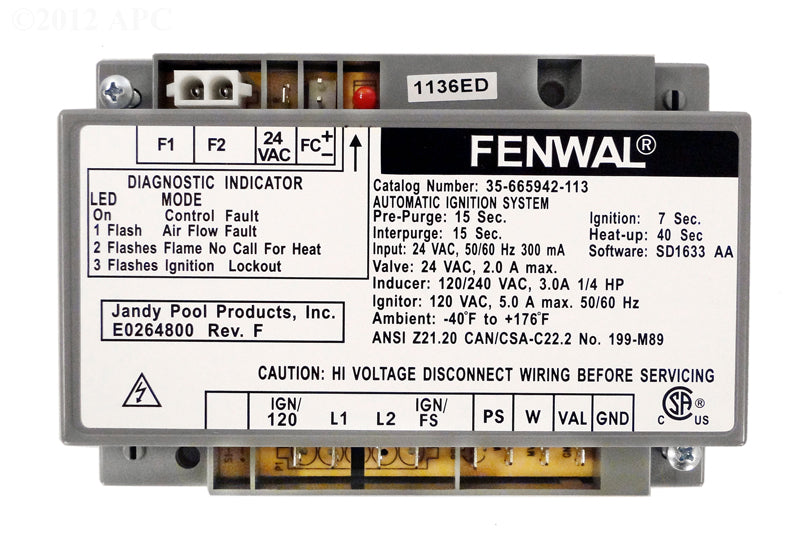 ©2012 APC
1136ED
F1 F2 24 VAC FC + −
FENWAL®
DIAGNOSTIC INDICATOR
LED MODE
On Control Fault
1 Flash Air Flow Fault
2 Flashes Flame No Call For Heat
3 Flashes Ignition Lockout
Catalog Number: 35-665942-113
AUTOMATIC IGNITION SYSTEM
Pre-Purge: 15 Sec. Ignition: 7 Sec.
Interpurge: 15 Sec. Heat-up: 40 Sec
Input: 24 VAC, 50/60 Hz 300 mA Software: SD1633 AA
Valve: 24 VAC, 2.0 A max.
Inducer: 120/240 VAC, 3.0A 1/4 HP
Ignitor: 120 VAC, 5.0 A max. 50/60 Hz
Ambient: -40°F to +176°F
ANSI Z21.20 CAN/CSA-C22.2 No. 199-M89
Jandy Pool Products, Inc.
E0264800 Rev. F
CAUTION: HI VOLTAGE DISCONNECT WIRING BEFORE SERVICING
IGN/120 L1 L2 IGN/FS PS W VAL GND
C SA ® US
P1